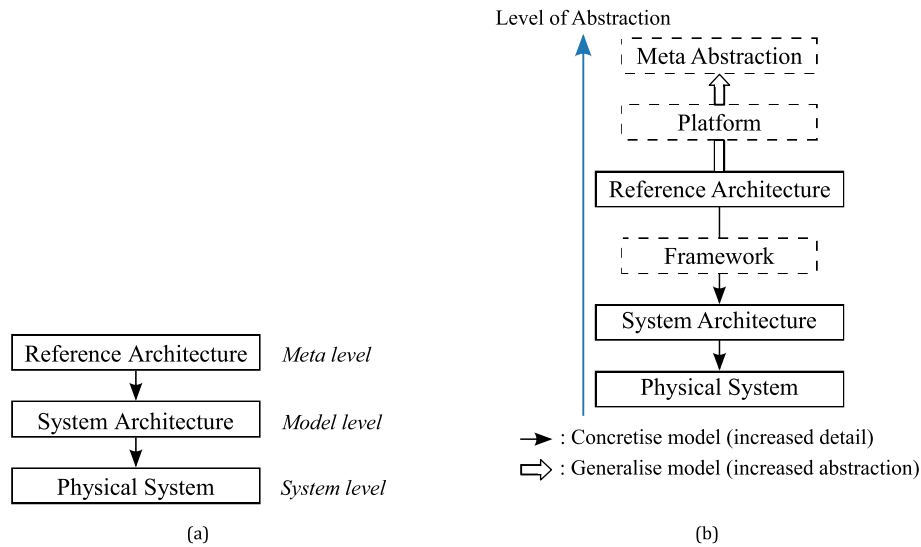 Reference Architecture
Meta level
System Architecture
Model level
Physical System
System level
(a)
Level of Abstraction
Meta Abstraction
Platform
Reference Architecture
Framework
System Architecture
Physical System
: Concretise model (increased detail)
: Generalise model (increased abstraction)
(b)